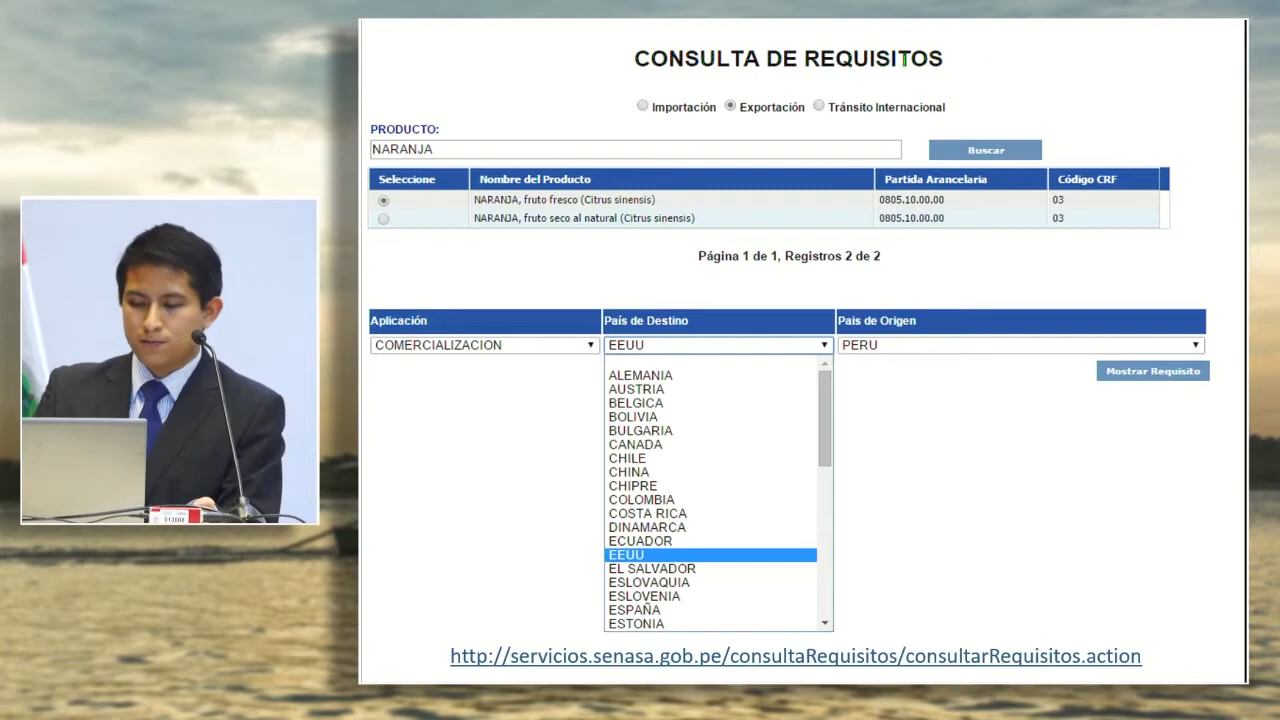 CONSULTA DE REQUISITOS
Importación Exportación Tránsito Internacional
PRODUCTO:
NARANJA Buscar
Seleccione Nombre del Producto Partida Arancelaria Código CRF
NARANJA, fruto fresco (Citrus sinensis) 0805.10.00.00 03
NARANJA, fruto seco al natural (Citrus sinensis) 0805.10.00.00 03
Página 1 de 1, Registros 2 de 2
Aplicación País de Destino Pais de Origen
COMERCIALIZACION EEUU PERU
Mostrar Requisito
ALEMANIA
AUSTRIA
BELGICA
BOLIVIA
BULGARIA
CANADA
CHILE
CHINA
CHIPRE
COLOMBIA
COSTA RICA
DINAMARCA
ECUADOR
EEUU
EL SALVADOR
ESLOVAQUIA
ESLOVENIA
ESPAÑA
ESTONIA
http://servicios.senasa.gob.pe/consultaRequisitos/consultarRequisitos.action